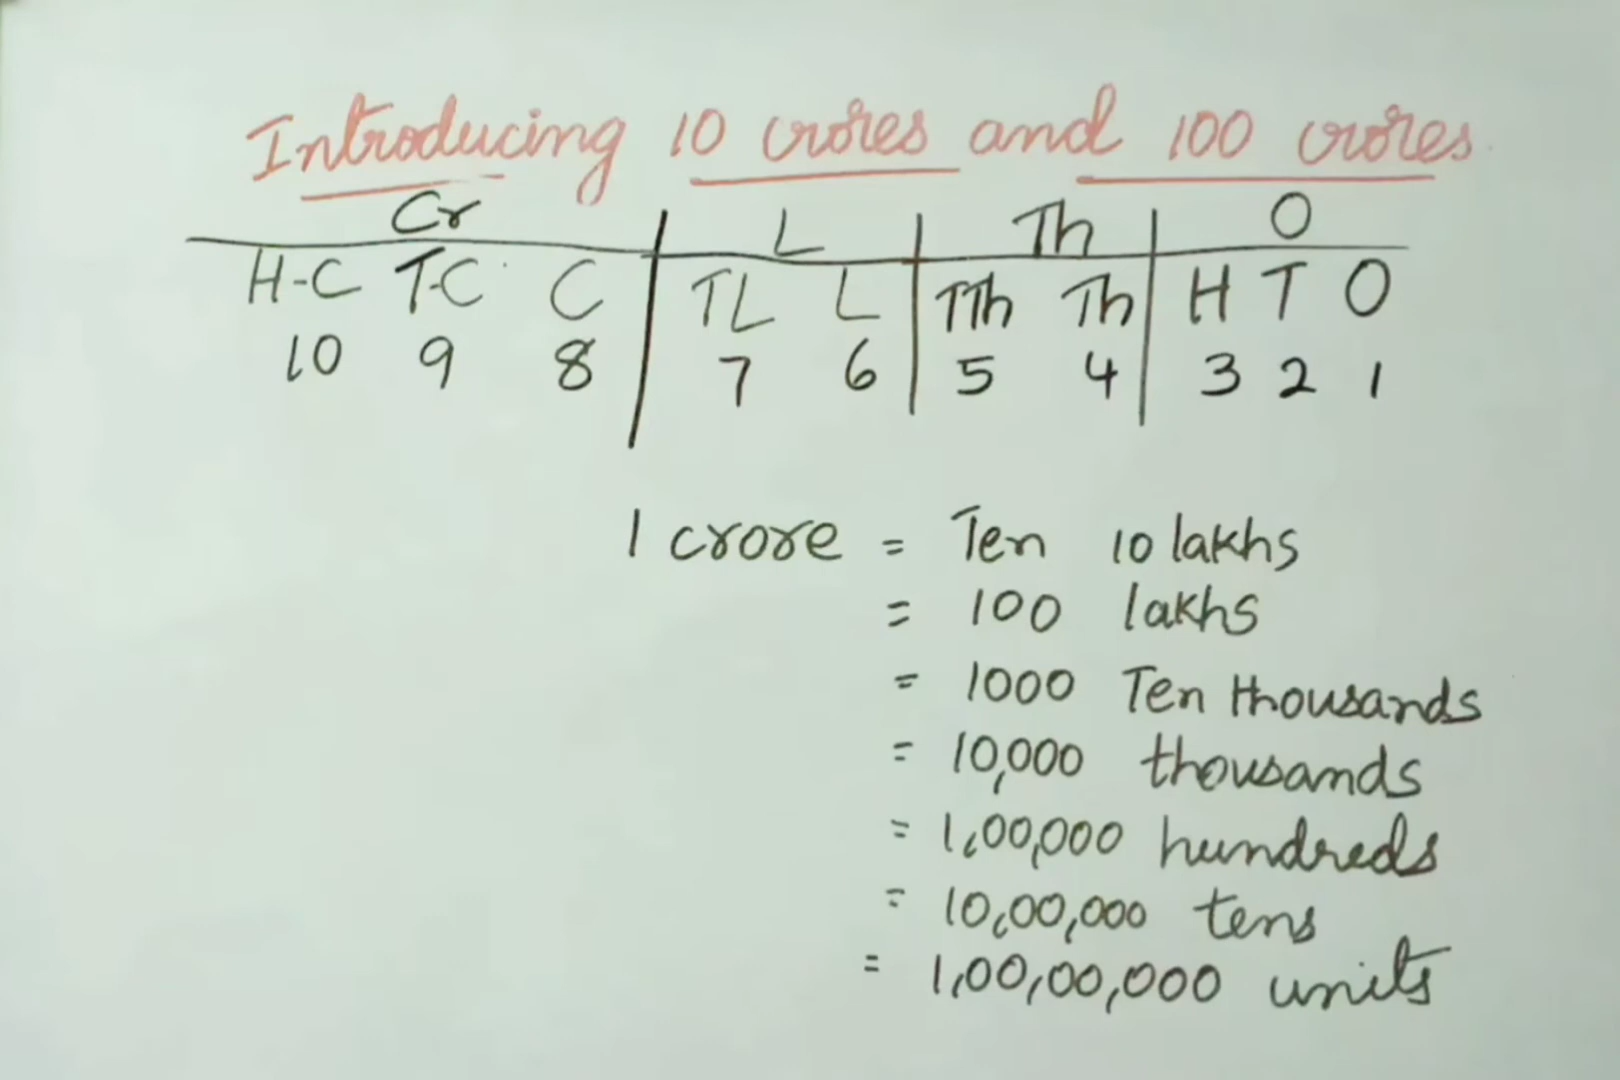 Introducing 10 crores and 100 crores
Cr L Th O
H-C T-C C TL L TTh Th H T O
10 9 8 7 6 5 4 3 2 1
1 crore = Ten 10 lakhs
= 100 lakhs
= 1000 Ten thousands
= 10,000 thousands
= 1,00,000 hundreds
= 10,00,000 tens
= 1,00,00,000 units